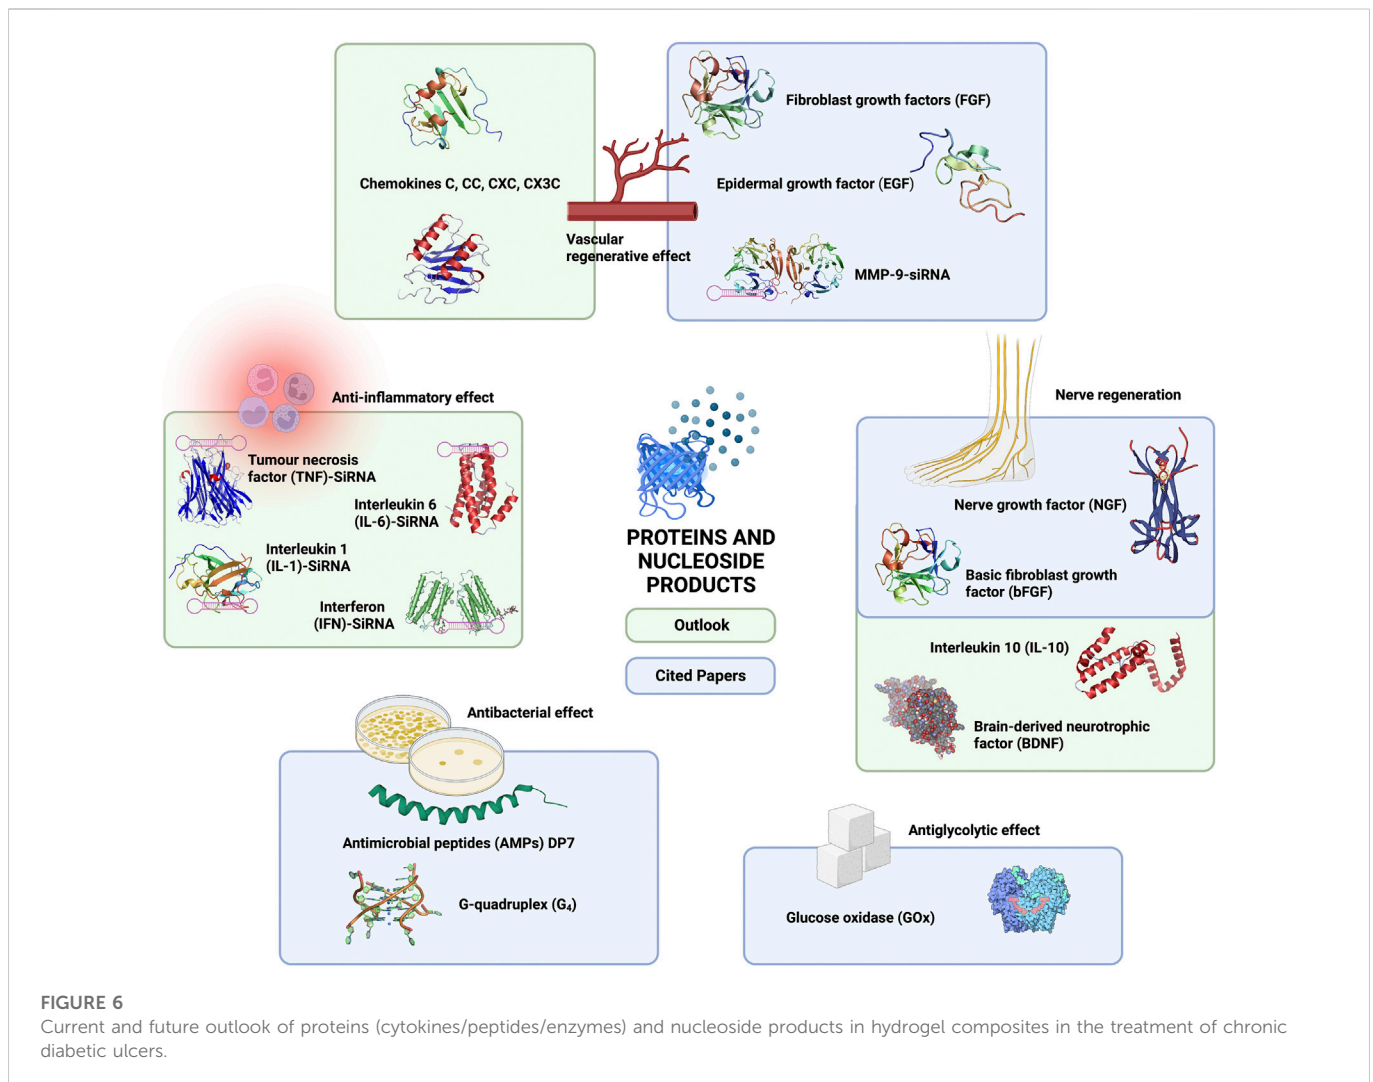 Chemokines C, CC, CXC, CX3C
Vascular
regenerative effect
Fibroblast growth factors (FGF)
Epidermal growth factor (EGF)
MMP-9-siRNA
Anti-inflammatory effect
Tumour necrosis
factor (TNF)-SiRNA
Interleukin 6
(IL-6)-SiRNA
Interleukin 1
(IL-1)-SiRNA
Interferon
(IFN)-SiRNA
PROTEINS AND
NUCLEOSIDE
PRODUCTS
Outlook
Cited Papers
Nerve regeneration
Nerve growth factor (NGF)
Basic fibroblast growth
factor (bFGF)
Interleukin 10 (IL-10)
Brain-derived neurotrophic
factor (BDNF)
Antibacterial effect
Antimicrobial peptides (AMPs) DP7
G-quadruplex (G₄)
Antiglycolytic effect
Glucose oxidase (GOx)
FIGURE 6
Current and future outlook of proteins (cytokines/peptides/enzymes) and nucleoside products in hydrogel composites in the treatment of chronic
diabetic ulcers.